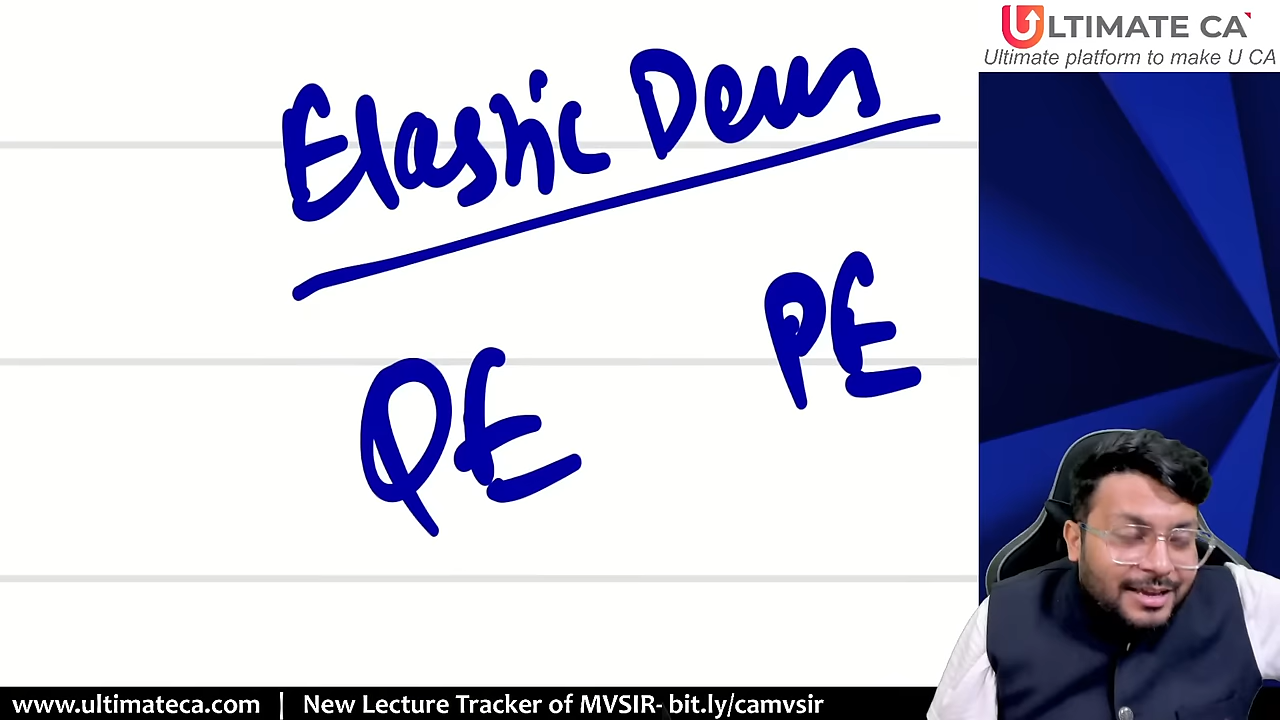 ULTIMATE CA
Ultimate platform to make U CA
Elastic Dem
PE
QE
www.ultimateca.com | New Lecture Tracker of MVSIR- bit.ly/camvsir